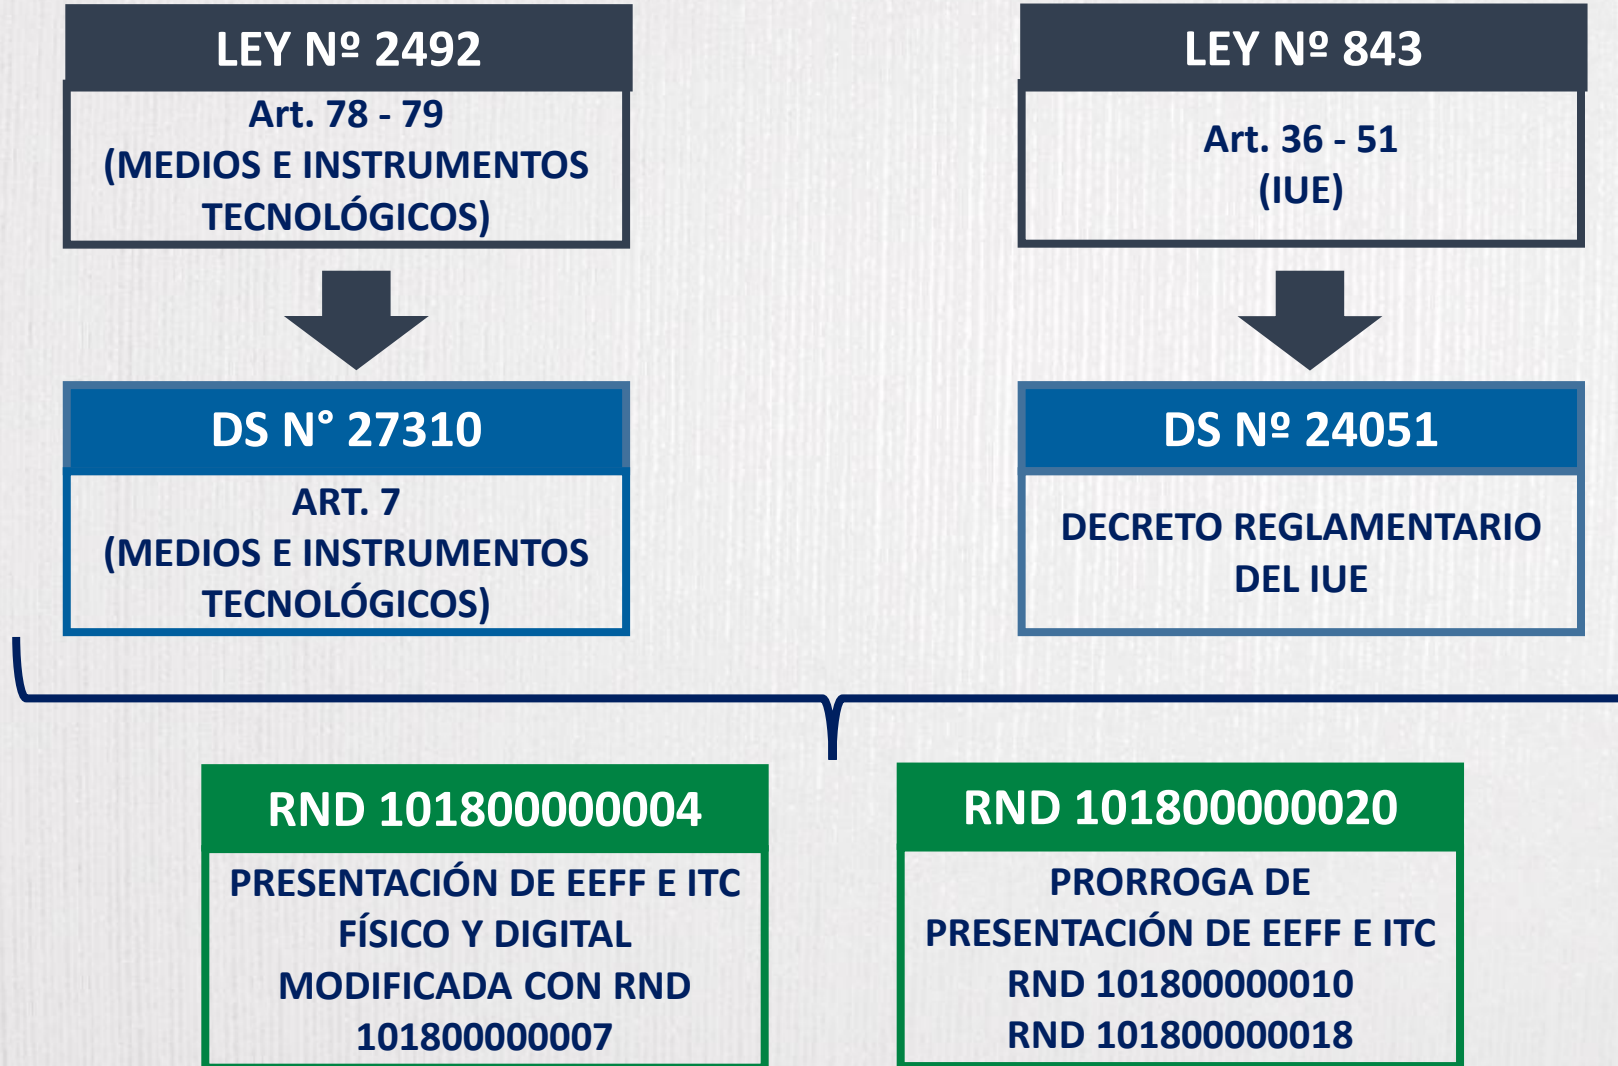 LEY Nº 2492
Art. 78 - 79
(MEDIOS E INSTRUMENTOS
TECNOLÓGICOS)
LEY Nº 843
Art. 36 - 51
(IUE)
DS N° 27310
ART. 7
(MEDIOS E INSTRUMENTOS
TECNOLÓGICOS)
DS Nº 24051
DECRETO REGLAMENTARIO
DEL IUE
RND 101800000004
PRESENTACIÓN DE EEFF E ITC
FÍSICO Y DIGITAL
MODIFICADA CON RND
101800000007
RND 101800000020
PRORROGA DE
PRESENTACIÓN DE EEFF E ITC
RND 101800000010
RND 101800000018